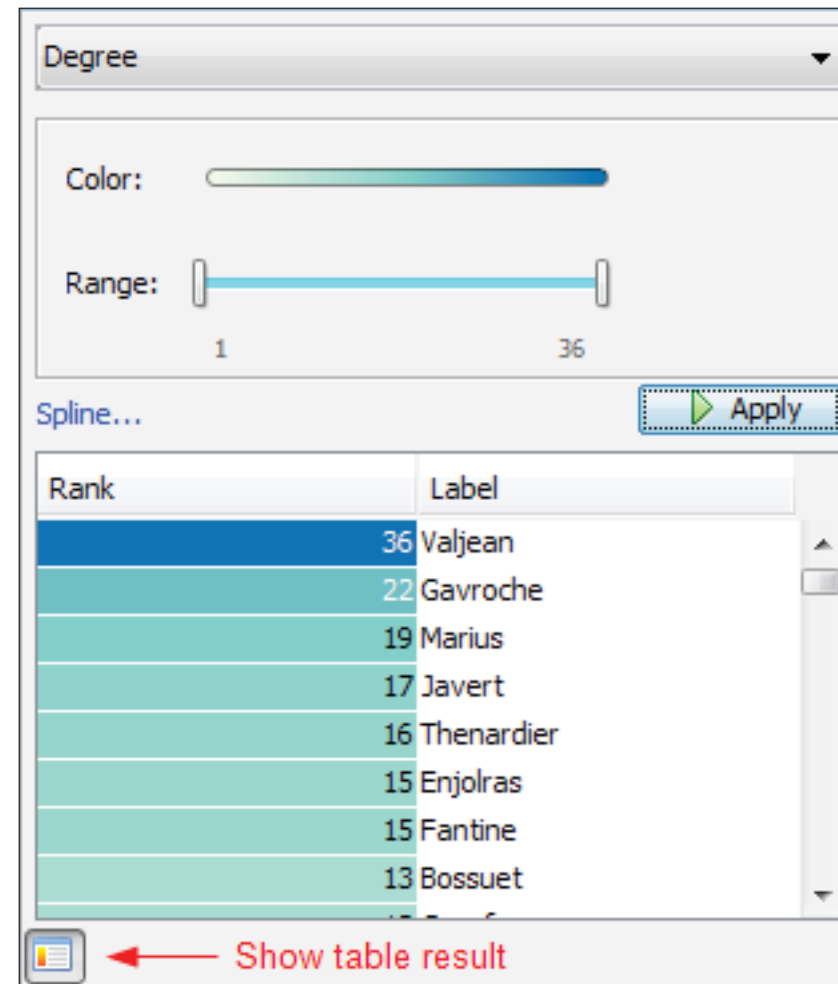 Degree
Color:
Range:
1 36
Spline... Apply
Rank Label
36 Valjean
22 Gavroche
19 Marius
17 Javert
16 Thenardier
15 Enjolras
15 Fantine
13 Bossuet
Show table result